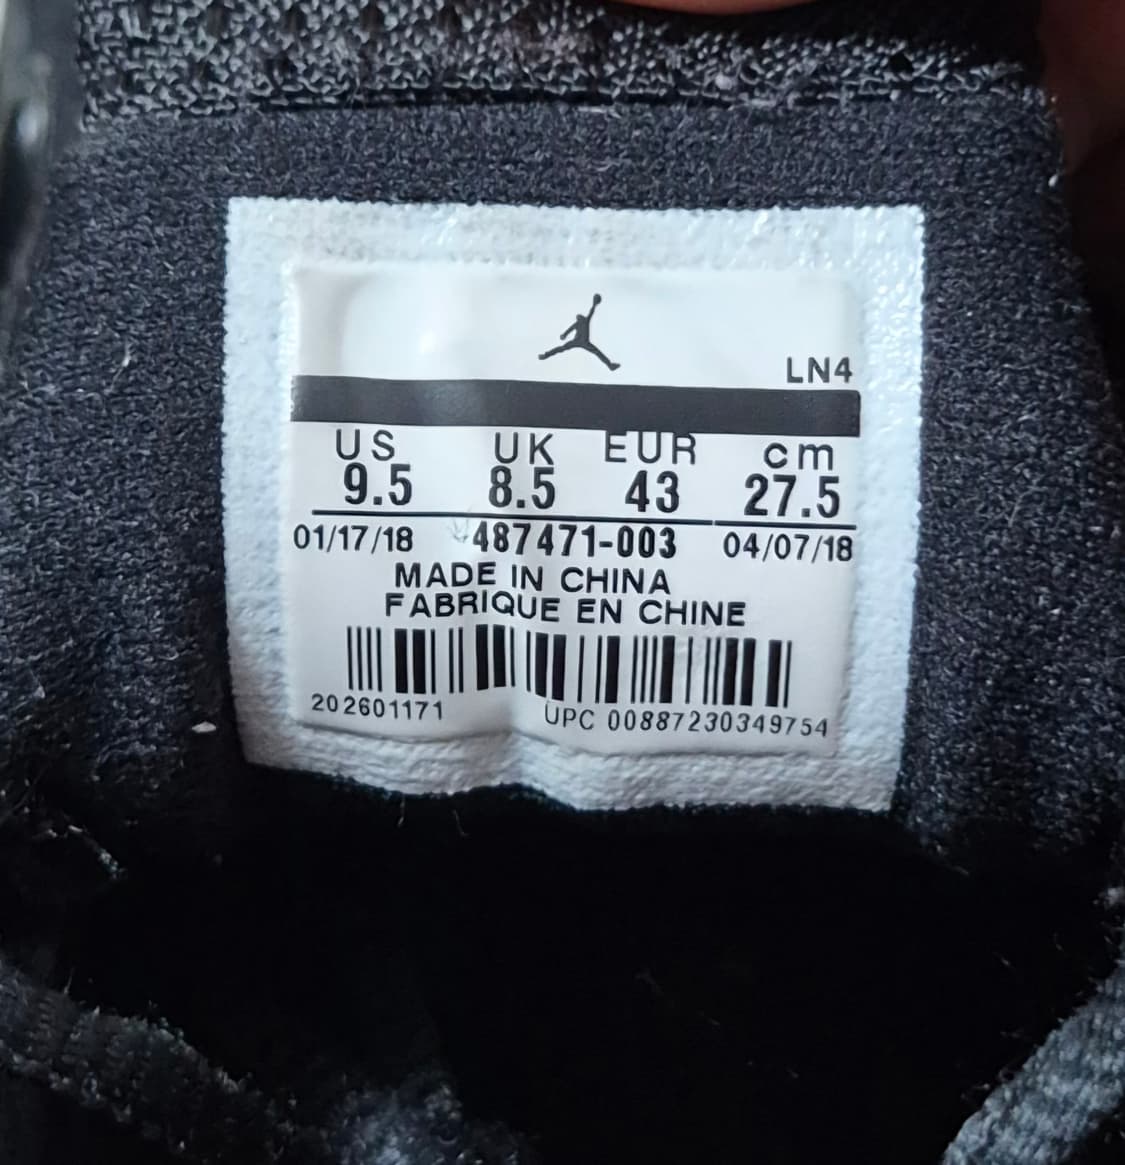 LN4
US UK EUR cm
9.5 8.5 43 27.5
01/17/18 487471-003 04/07/18
MADE IN CHINA
FABRIQUE EN CHINE
202601171 UPC 00887230349754